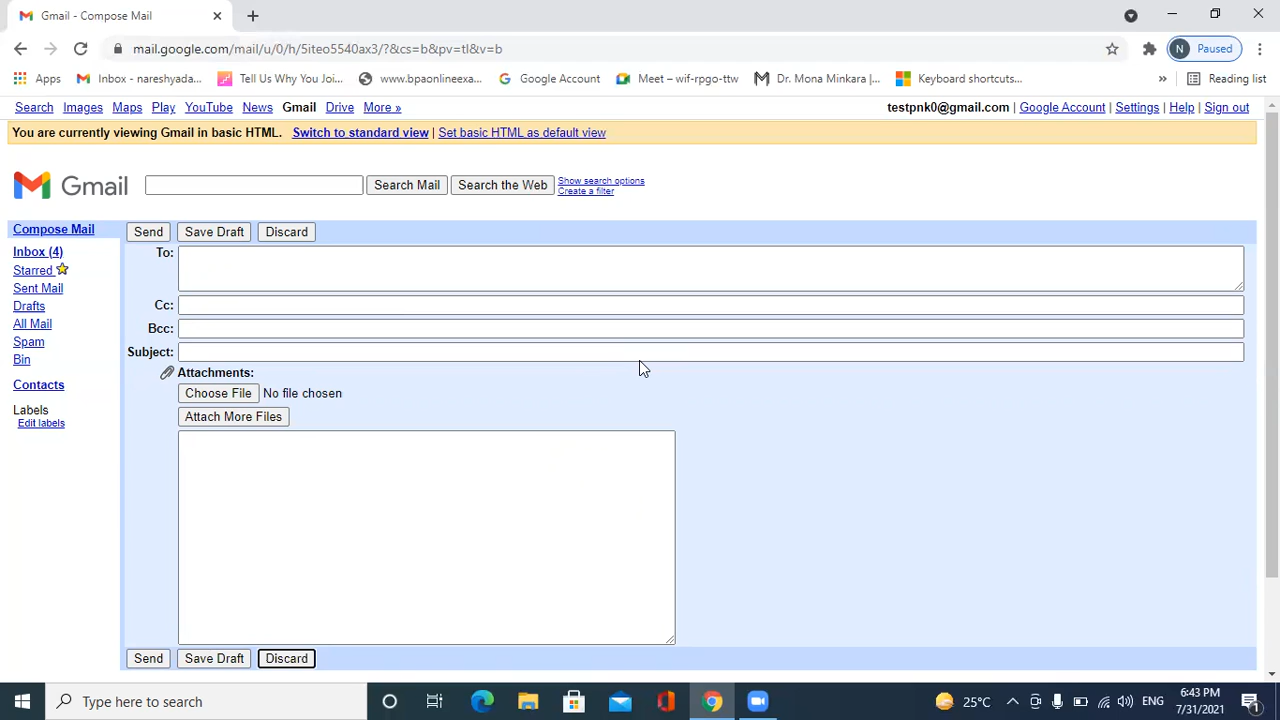 Gmail - Compose Mail
mail.google.com/mail/u/0/h/5iteo5540ax3/?&cs=b&pv=tl&v=b
N Paused
Apps Inbox - nareshyada... Tell Us Why You Joi... www.bpaonlineexa... Google Account Meet – wif-rpgo-ttw Dr. Mona Minkara |... Keyboard shortcuts... » Reading list
Search Images Maps Play YouTube News Gmail Drive More » testpnk0@gmail.com | Google Account | Settings | Help | Sign out
You are currently viewing Gmail in basic HTML. Switch to standard view | Set basic HTML as default view
Gmail Search Mail Search the Web Show search options
Create a filter
Compose Mail
Inbox (4)
Starred
Sent Mail
Drafts
All Mail
Spam
Bin
Contacts
Labels
Edit labels
Send Save Draft Discard
To:
Cc:
Bcc:
Subject:
Attachments:
Choose File No file chosen
Attach More Files
Send Save Draft Discard
Type here to search
25°C ENG 6:43 PM
7/31/2021 1